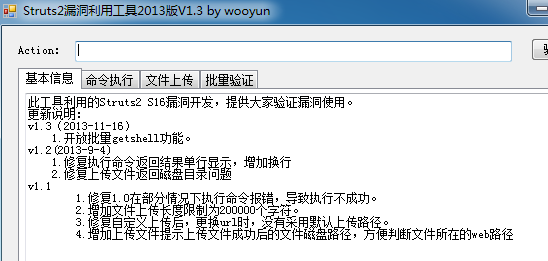 Struts2漏洞利用工具2013版V1.3 by wooyun
Action:
基本信息 命令执行 文件上传 批量验证
此工具利用的Struts2 S16漏洞开发，提供大家验证漏洞使用。
更新说明:
v1.3 (2013-11-16)
1.开放批量getshell功能。
v1.2(2013-9-4)
1.修复执行命令返回结果单行显示，增加换行
2.修复上传文件返回磁盘目录问题
v1.1
1.修复1.0在部分情况下执行命令报错，导致执行不成功。
2.增加文件上传长度限制为200000个字符。
3.修复自定义上传后，更换url时，没有采用默认上传路径。
4.增加上传文件提示上传文件成功后的文件磁盘路径，方便判断文件所在的web路径